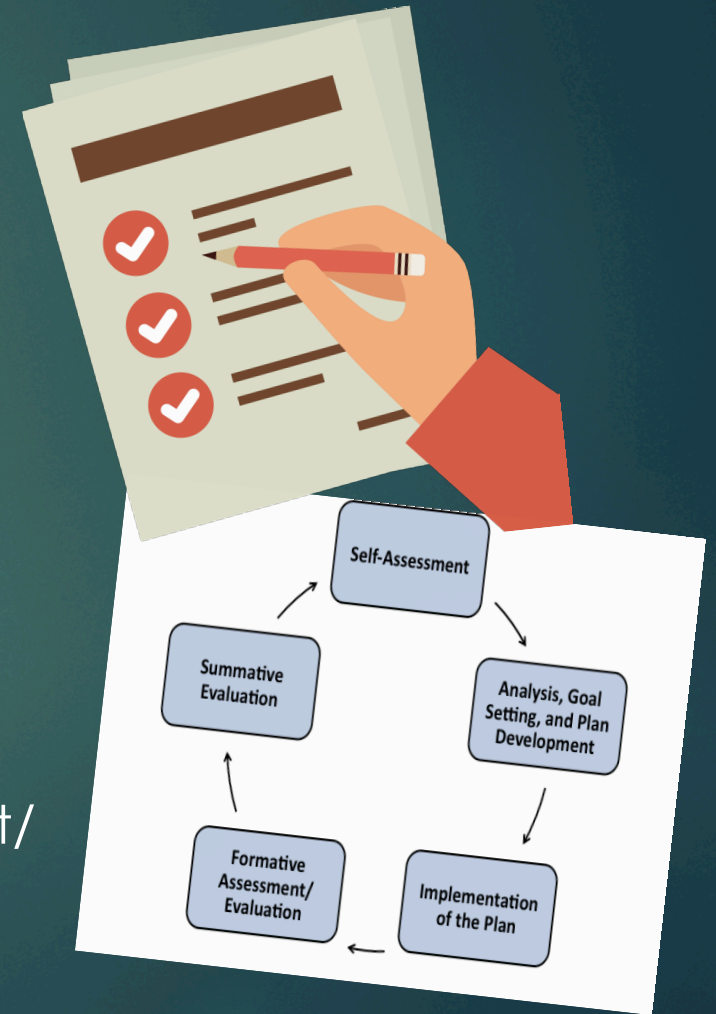 Self-Assessment
Summative
Evaluation
Analysis, Goal
Setting, and Plan
Development
t/
Formative
Assessment/
Evaluation
Implementation
of the Plan